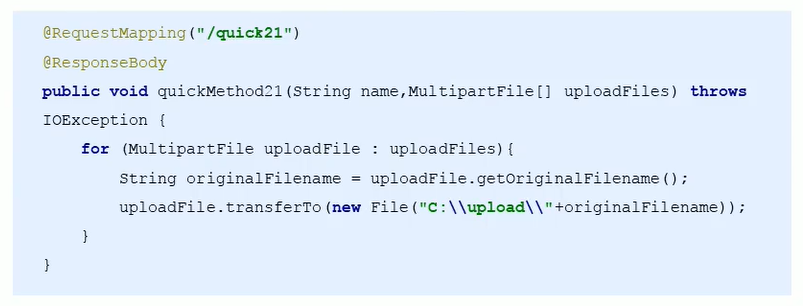 @RequestMapping("/quick21")
@ResponseBody
public void quickMethod21(String name,MultipartFile[] uploadFiles) throws
IOException {
    for (MultipartFile uploadFile : uploadFiles){
        String originalFilename = uploadFile.getOriginalFilename();
        uploadFile.transferTo(new File("C:\\upload\\"+originalFilename));
    }
}